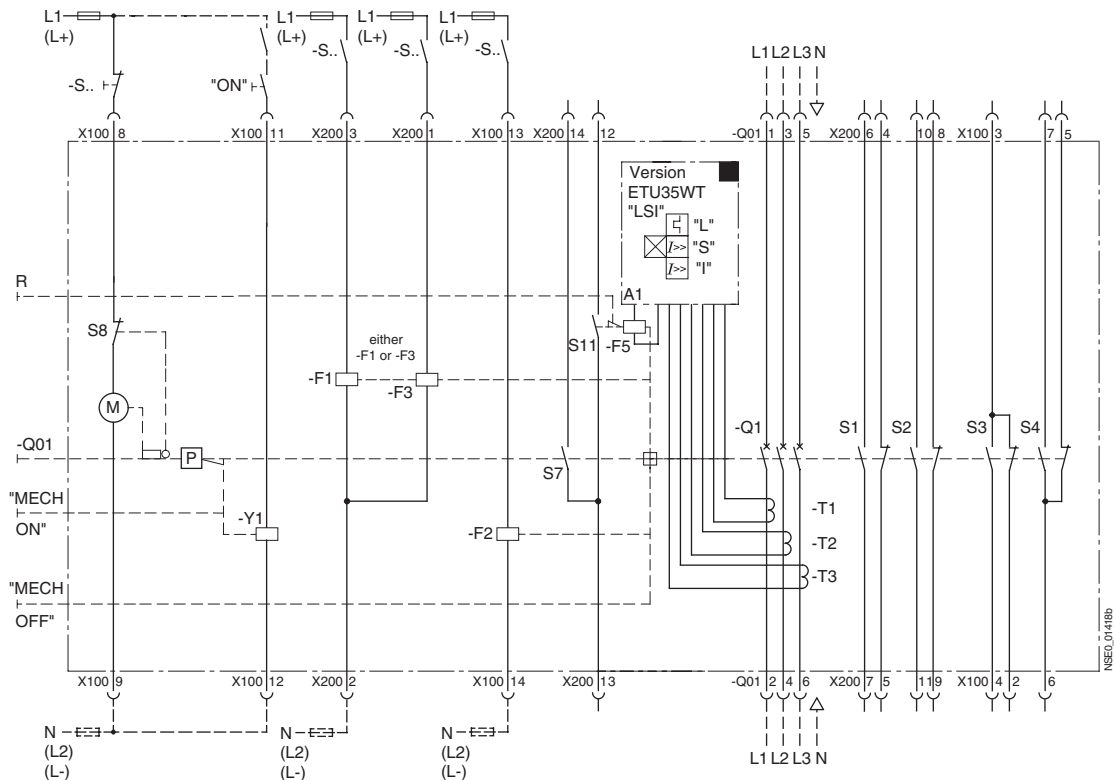 L1 L1 L1 L1
(L+) (L+) (L+) (L+)
-S.. "ON" -S.. -S.. -S..
L1 L2 L3 N
X100 8 X100 11 X200 3 X200 1 X100 13 X200 14 12 -Q01 1 3 5 X200 6 4 10 8 X100 3 7 5
Version
ETU35WT
"LSI"
"L"
I>> "S"
I>> "I"
R
A1
S8
S11 -F5
either
-F1 or -F3
-F1 -F3
M
-Q1 S1 S2 S3 S4
-Q01
P
S7
"MECH
ON"
-Y1
-F2
-T1
-T2
-T3
"MECH
OFF"
NSE0_01418b
X100 9 X100 12 X200 2 X100 14 X200 13 -Q01 2 4 6 X200 7 5 11 9 X100 4 2 6
N N N
(L2) (L2) (L2)
(L-) (L-) (L-)
L1 L2 L3 N